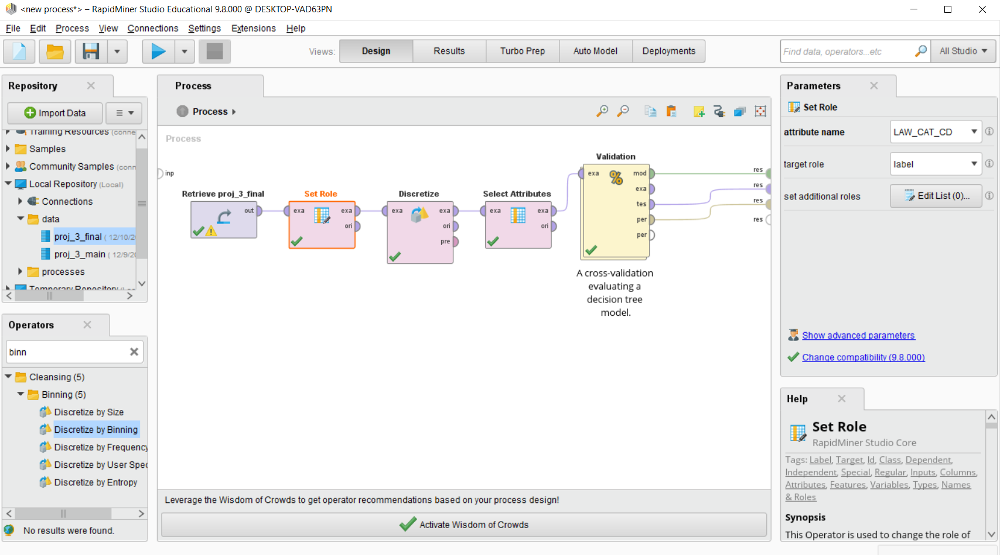 <new process*> – RapidMiner Studio Educational 9.8.000 @ DESKTOP-VAD63PN
File Edit Process View Connections Settings Extensions Help
Views: Design Results Turbo Prep Auto Model Deployments
Find data, operators...etc
All Studio
Repository
Import Data
Training Resources (conne
Samples
Community Samples (conn
Local Repository (Local)
Connections
data
proj_3_final ( 12/10/20
proj_3_main ( 12/9/20
processes
Temporary Repository (Loc
Operators
binn
Cleansing (5)
Binning (5)
Discretize by Size
Discretize by Binning
Discretize by Frequency
Discretize by User Spec
Discretize by Entropy
No results were found.
Process
Process
Process
inp
Retrieve proj_3_final
out
Set Role
exa exa
ori
Discretize
exa exa
ori
pre
Select Attributes
exa exa
ori
Validation
exa % mod
exa
tes
per
per
A cross-validation
evaluating a
decision tree
model.
res
res
res
res
Leverage the Wisdom of Crowds to get operator recommendations based on your process design!
Activate Wisdom of Crowds
Parameters
Set Role
attribute name LAW_CAT_CD
target role label
set additional roles Edit List (0)...
Show advanced parameters
Change compatibility (9.8.000)
Help
Set Role
RapidMiner Studio Core
Tags: Label, Target, Id, Class, Dependent,
Independent, Special, Regular, Inputs, Columns,
Attributes, Features, Variables, Types, Names
& Roles
Synopsis
This Operator is used to change the role of